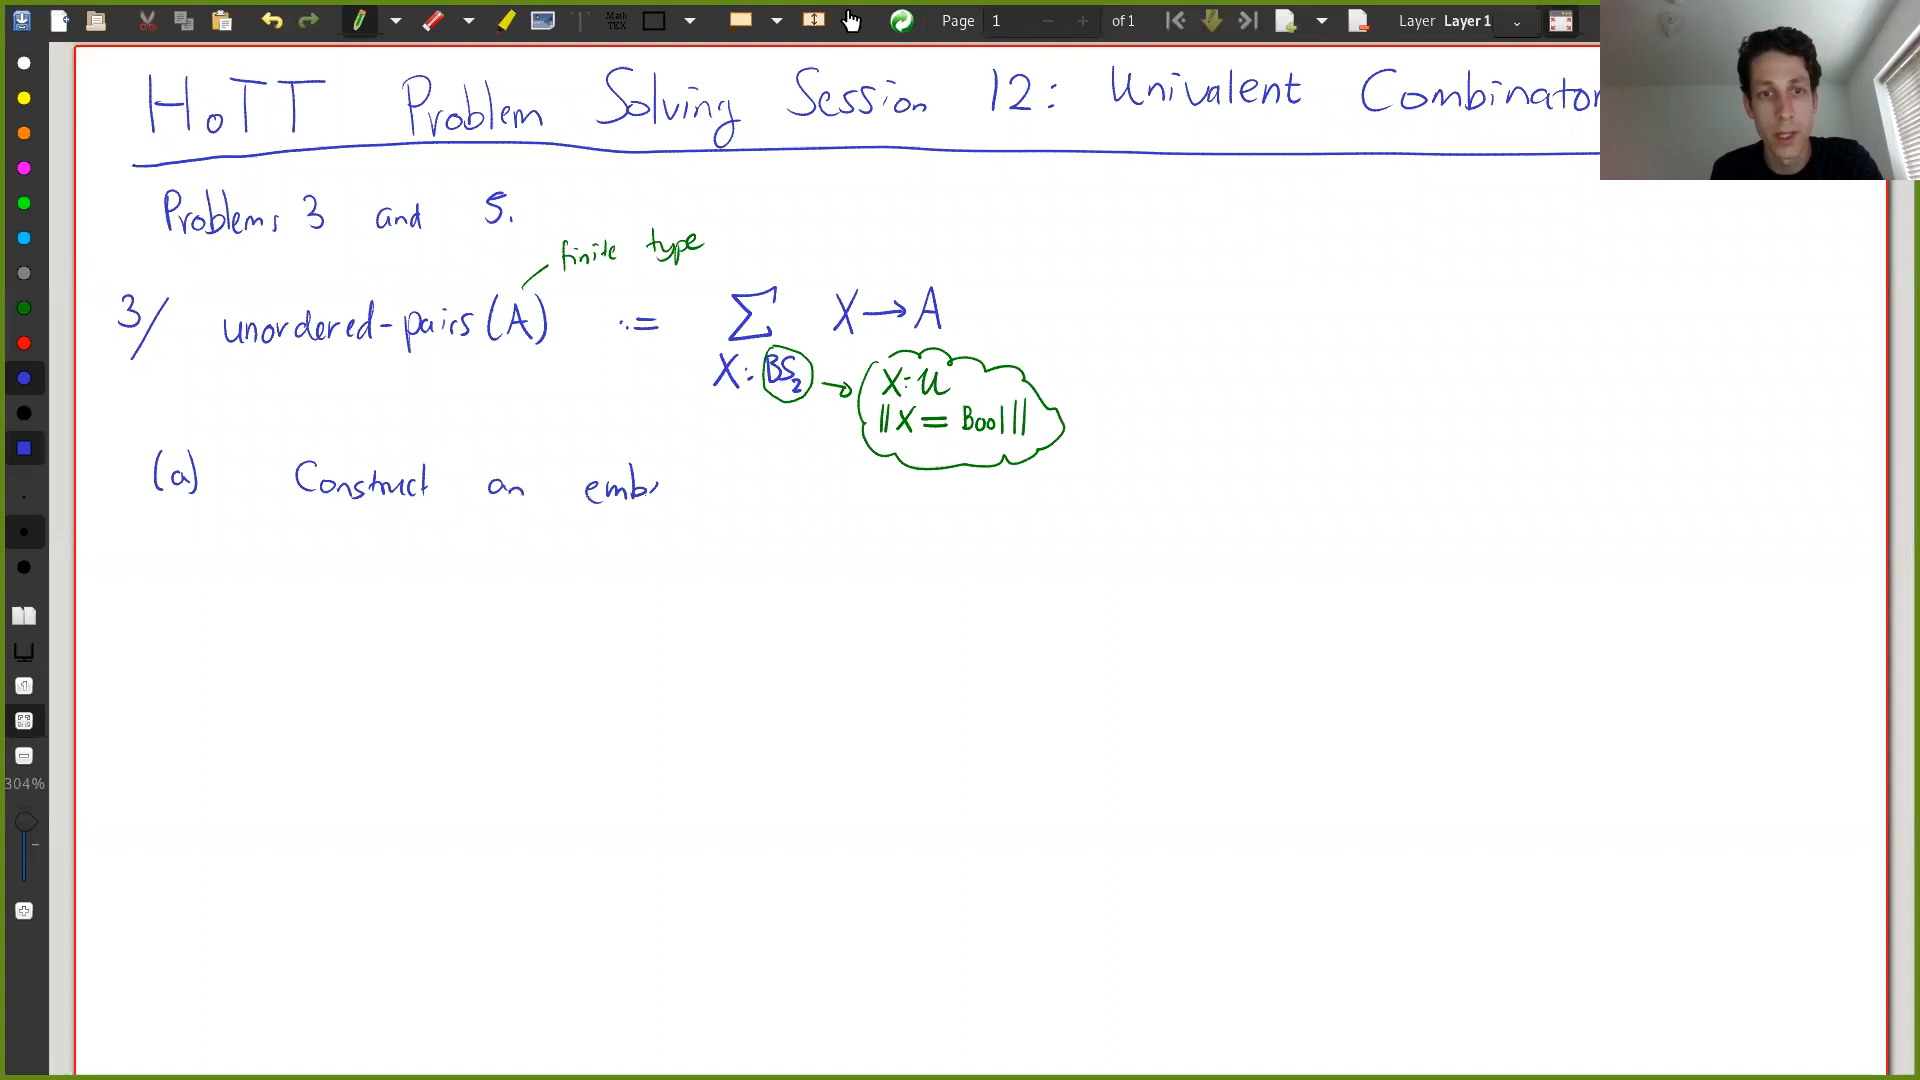 Page 1 of 1 Layer Layer 1
HoTT Problem Solving Session 12: Univalent Combinator
Problems 3 and 5.
finite type
3/ unordered-pairs(A) := Σ X → A
X : BS₂ → X : U
||X = Bool||
(a) Construct an emb
304%